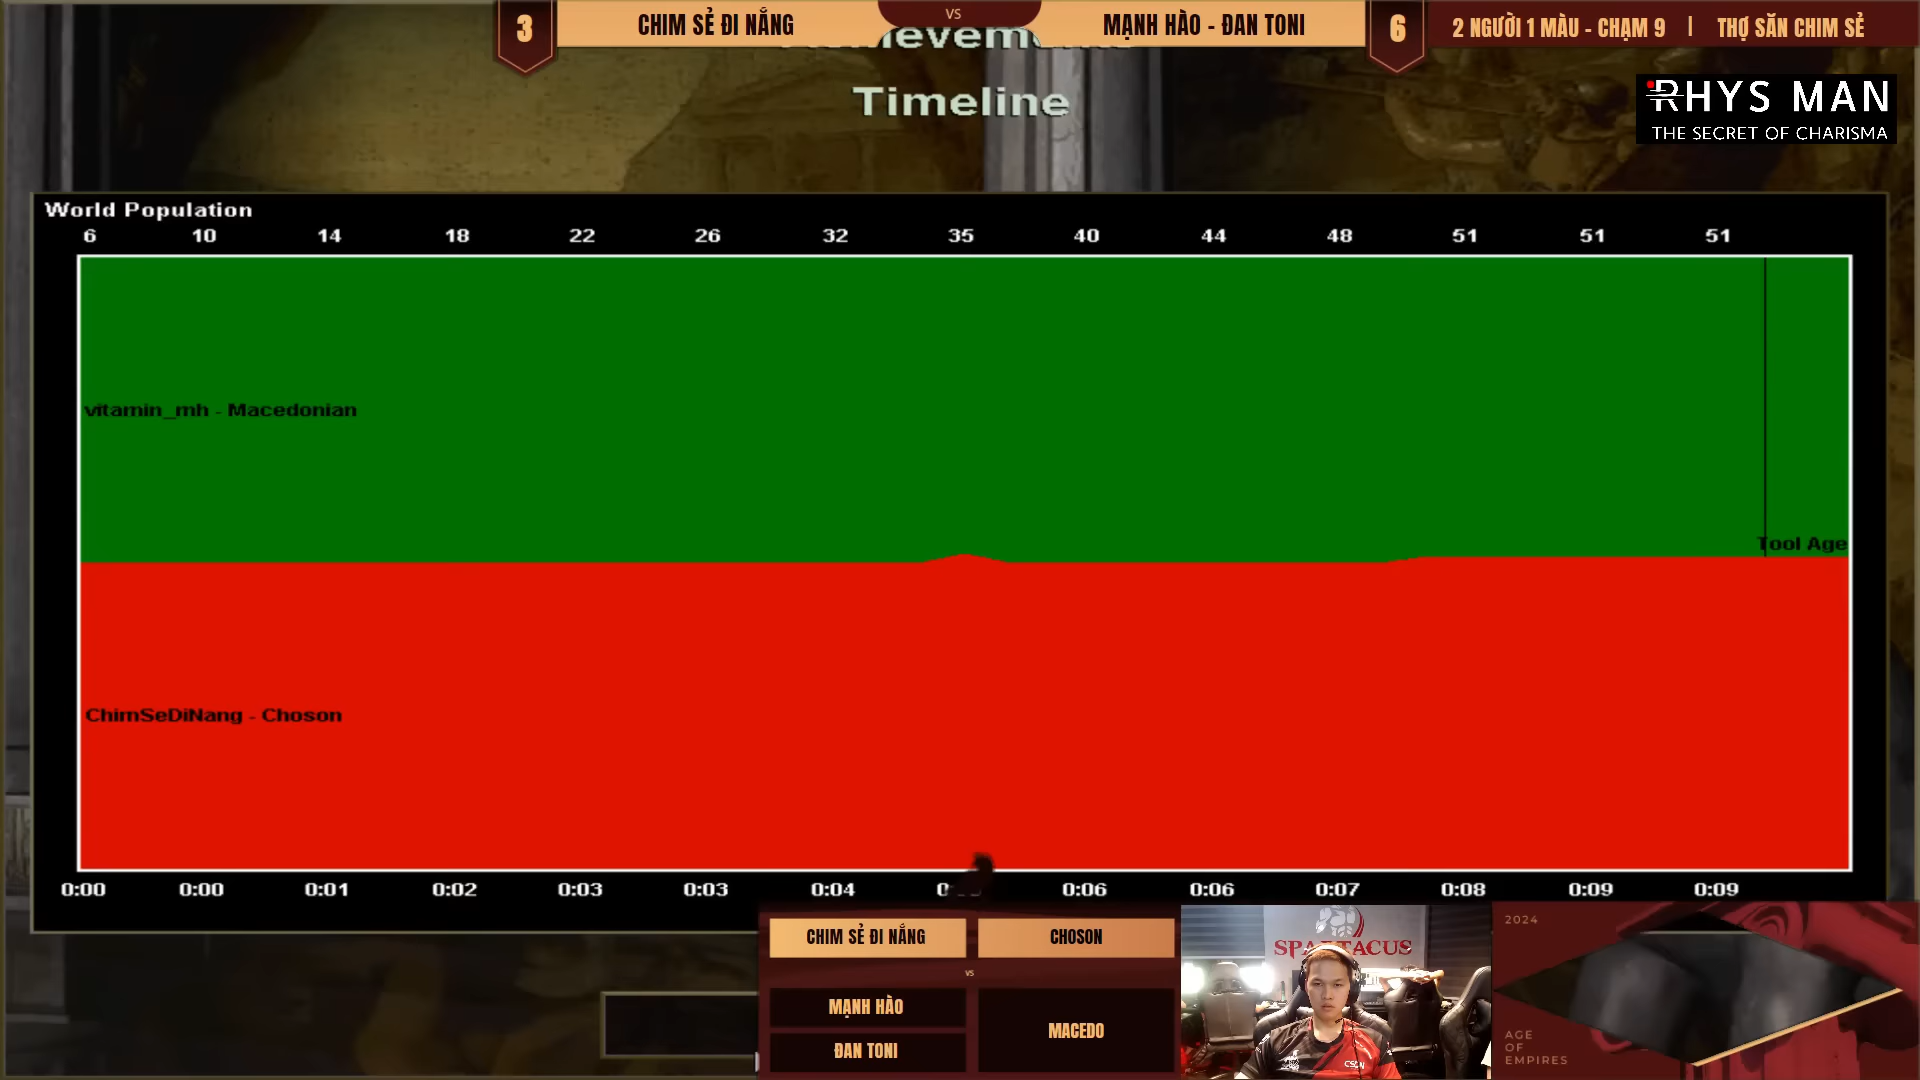 3
CHIM SẺ ĐI NẮNG
VS
MẠNH HÀO - ĐAN TONI
6
2 NGƯỜI 1 MÀU - CHẠM 9 | THỢ SĂN CHIM SẺ
Timeline
RHYS MAN
THE SECRET OF CHARISMA
World Population
6 10 14 18 22 26 32 35 40 44 48 51 51 51
vitamin_mh - Macedonian
Tool Age
ChimSeDiNang - Choson
0:00 0:00 0:01 0:02 0:03 0:03 0:04 0:06 0:06 0:07 0:08 0:09 0:09
CHIM SẺ ĐI NẮNG
CHOSON
VS
MẠNH HÀO
ĐAN TONI
MACEDO
SPARTACUS
CSDN
2024
AGE
OF
EMPIRES